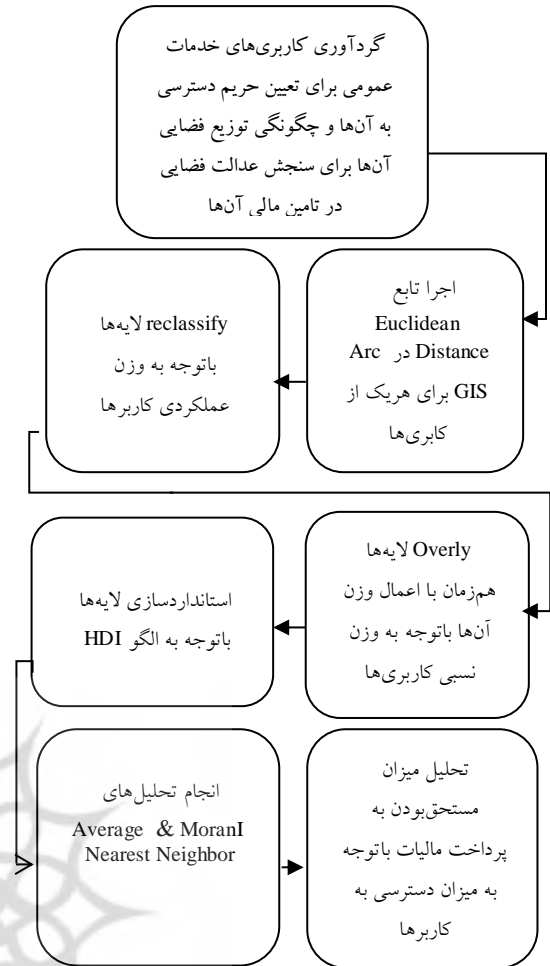 گردآوری کاربری‌های خدمات
عمومی برای تعیین حریم دسترسی
به آن‌ها و چگونگی توزیع فضایی
آن‌ها برای سنجش عدالت فضایی
در تامین مالی آن‌ها
اجرا تابع
Euclidean
Distance در Arc
GIS برای هریک از
کابری‌ها
reclassify لایه‌ها
باتوجه به وزن
عملکردی کاربرها
Overly لایه‌ها
هم‌زمان با اعمال وزن
آن‌ها باتوجه به وزن
نسبی کاربری‌ها
استانداردسازی لایه‌ها
باتوجه به الگو HDI
انجام تحلیل‌های
Average & MoranI
Nearest Neighbor
تحلیل میزان
مستحق‌بودن به
پرداخت مالیات باتوجه
به میزان دسترسی به
کاربرها